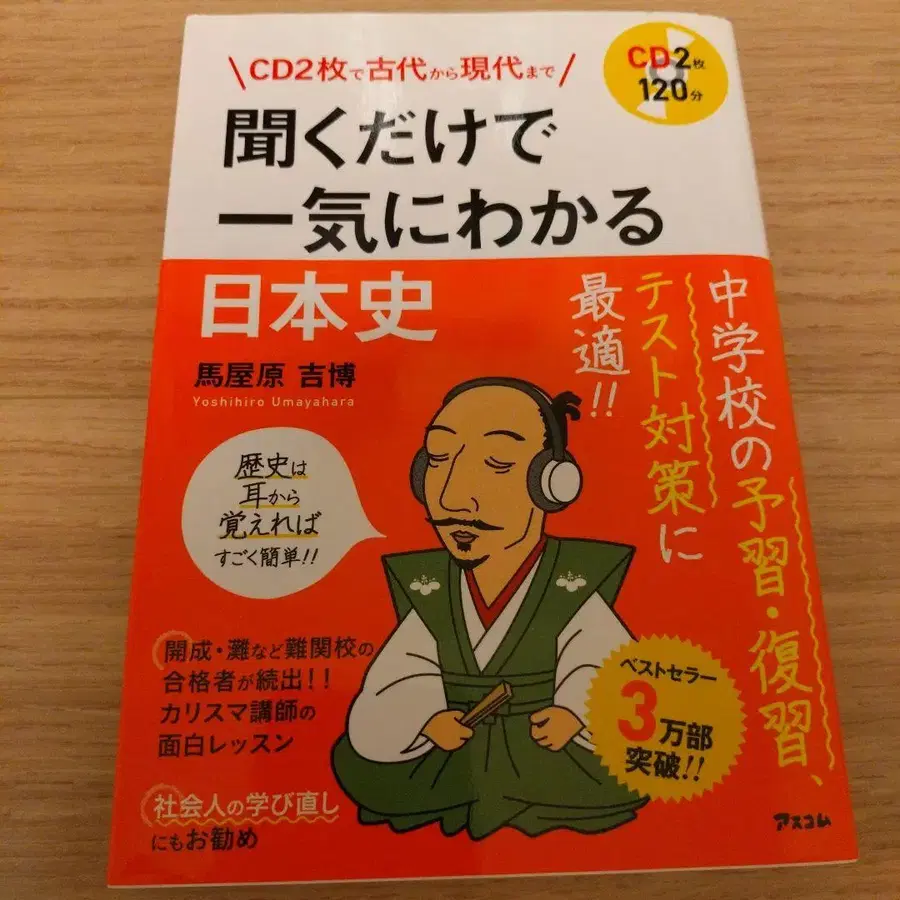 CD2枚で古代から現代まで
CD2枚
120分
聞くだけで
一気にわかる
日本史
馬屋原 吉博
Yoshihiro Umayahara
中学校の予習・復習、
テスト対策に
最適!!
歴史は
耳から
覚えれば
すごく簡単!!
開成・灘など難関校の
合格者が続出!!
カリスマ講師の
面白レッスン
社会人の学び直し
にもお勧め
ベストセラー
3万部
突破!!
アスコム